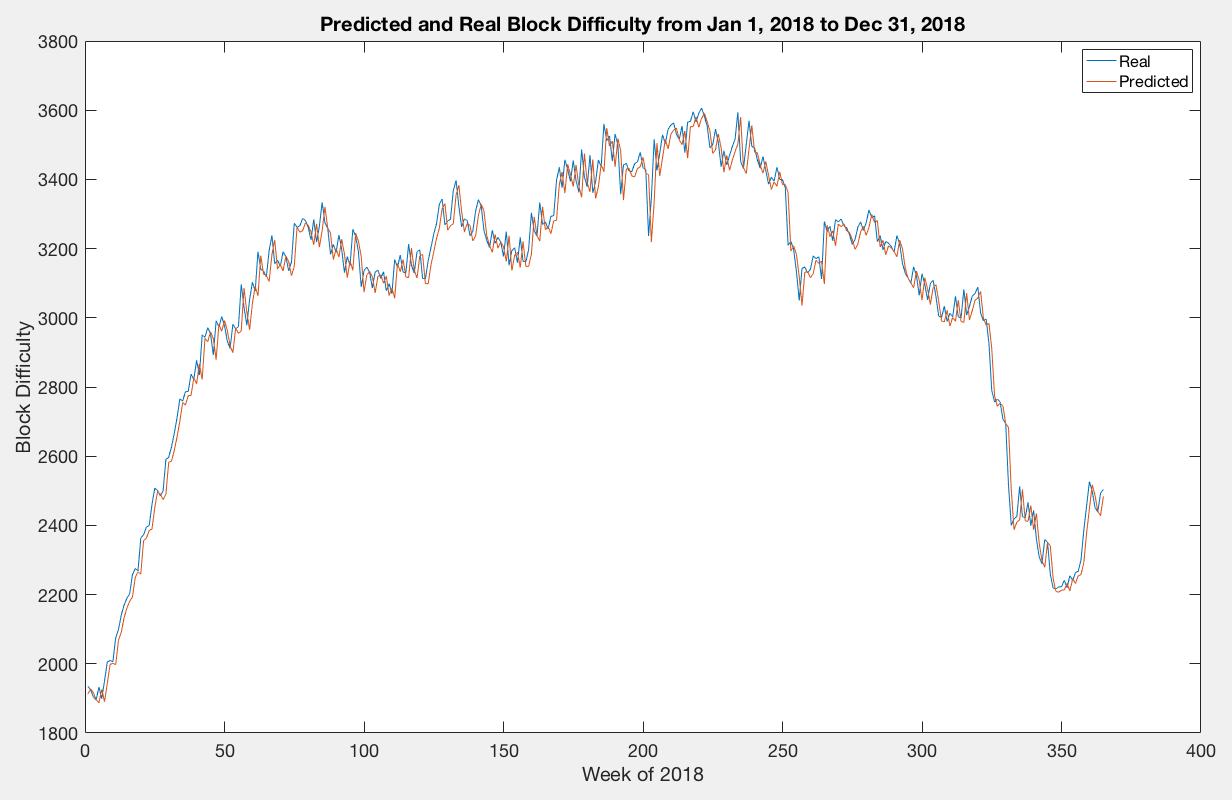 Predicted and Real Block Difficulty from Jan 1, 2018 to Dec 31, 2018
Real
Predicted
Block Difficulty
3800
3600
3400
3200
3000
2800
2600
2400
2200
2000
1800
0 50 100 150 200 250 300 350 400
Week of 2018